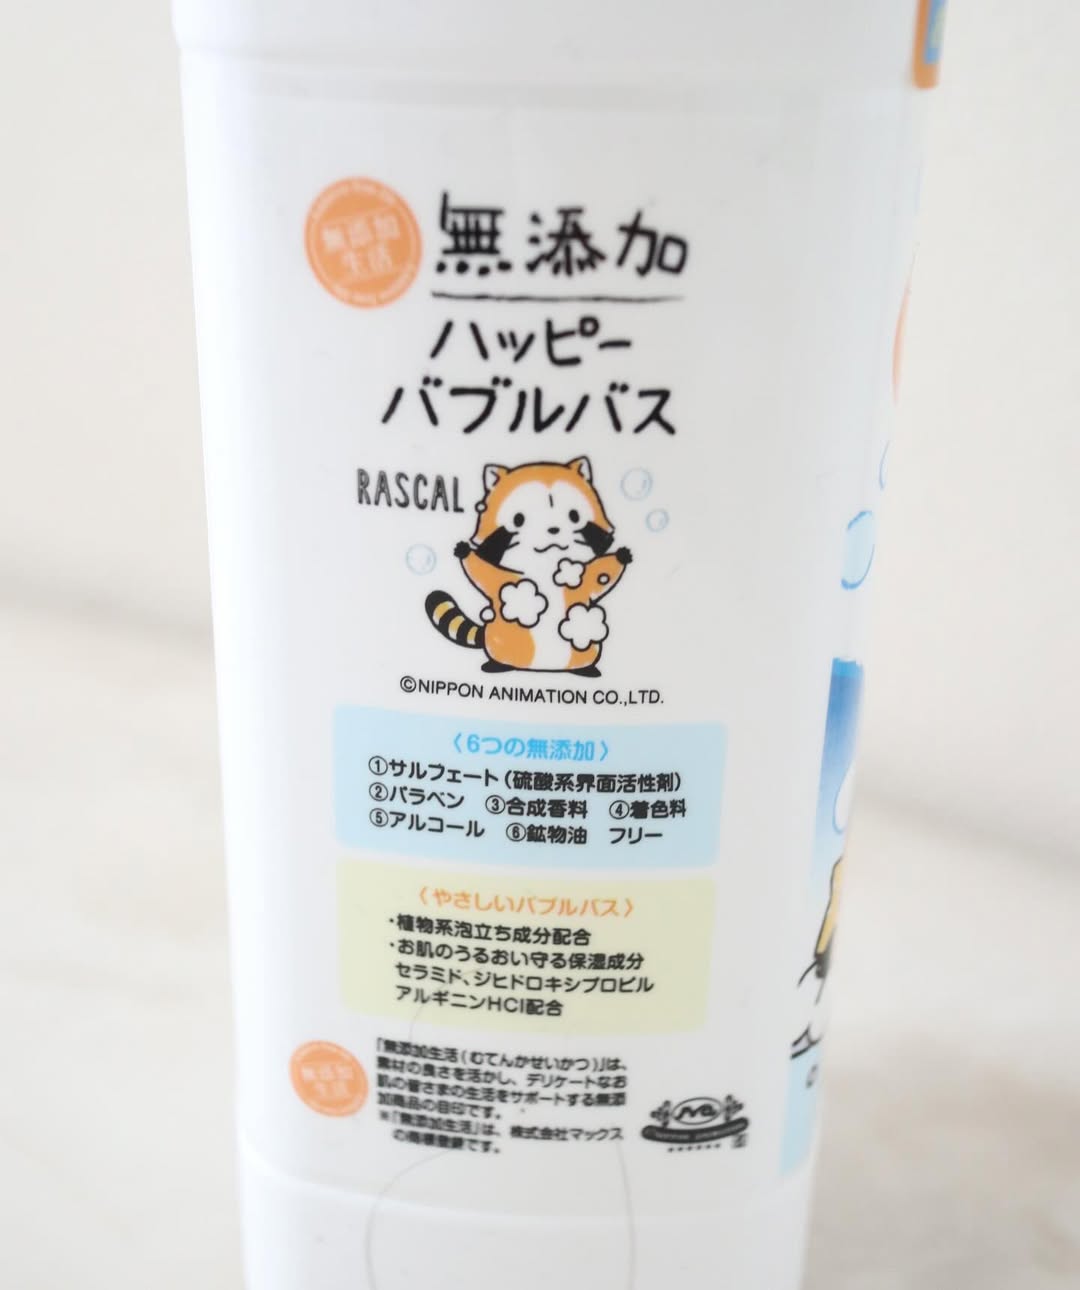 無添加
生活
無添加
ハッピー
バブルバス
RASCAL
©NIPPON ANIMATION CO.,LTD.
〈6つの無添加〉
①サルフェート(硫酸系界面活性剤)
②パラベン ③合成香料 ④着色料
⑤アルコール ⑥鉱物油 フリー
〈やさしいバブルバス〉
・植物系泡立ち成分配合
・お肌のうるおい守る保湿成分
セラミド、ジヒドロキシプロピル
アルギニンHCl配合
無添加
生活
「無添加生活(むてんかせいかつ)」は、
素材の良さを活かし、デリケートなお
肌の皆さまの生活をサポートする無添
加商品の目印です。
※「無添加生活」は、株式会社マックス
の商標登録です。